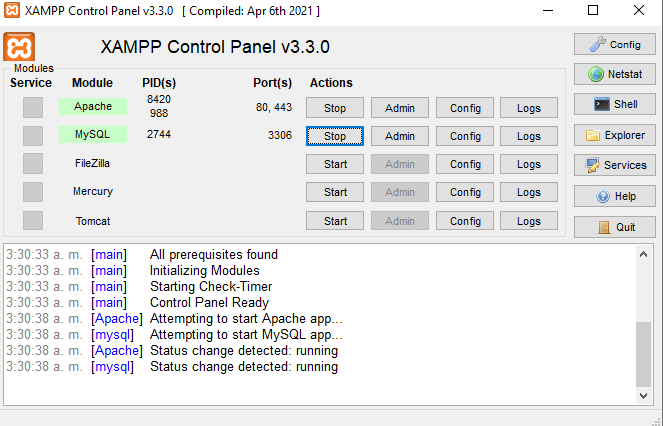 XAMPP Control Panel v3.3.0 [ Compiled: Apr 6th 2021 ]
XAMPP Control Panel v3.3.0
Config
Modules
Service Module PID(s) Port(s) Actions
Netstat
Apache 8420 988 80, 443 Stop Admin Config Logs
Shell
MySQL 2744 3306 Stop Admin Config Logs
Explorer
FileZilla Start Admin Config Logs
Services
Mercury Start Admin Config Logs
Help
Tomcat Start Admin Config Logs
Quit
3:30:33 a. m. [main] All prerequisites found
3:30:33 a. m. [main] Initializing Modules
3:30:33 a. m. [main] Starting Check-Timer
3:30:33 a. m. [main] Control Panel Ready
3:30:38 a. m. [Apache] Attempting to start Apache app...
3:30:38 a. m. [mysql] Attempting to start MySQL app...
3:30:38 a. m. [Apache] Status change detected: running
3:30:38 a. m. [mysql] Status change detected: running